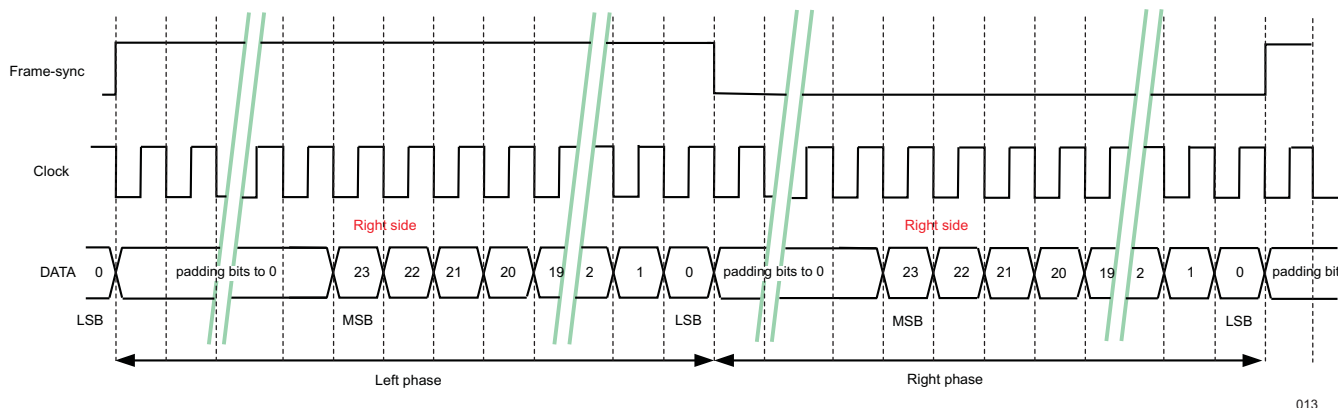 Frame-sync
Clock
Right side Right side
DATA 0 padding bits to 0 23 22 21 20 19 2 1 0 padding bits to 0 23 22 21 20 19 2 1 0 padding bit
LSB MSB LSB MSB LSB
Left phase Right phase
013